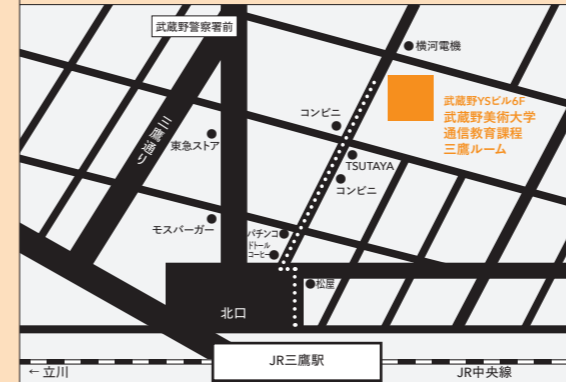 武蔵野警察署前
横河電機
武蔵野YSビル6F
武蔵野美術大学
通信教育課程
三鷹ルーム
コンビニ
三鷹通り
東急ストア
TSUTAYA
コンビニ
モスバーガー
パチンコ
ドトール
コーヒー
松屋
北口
JR三鷹駅
←立川
JR中央線